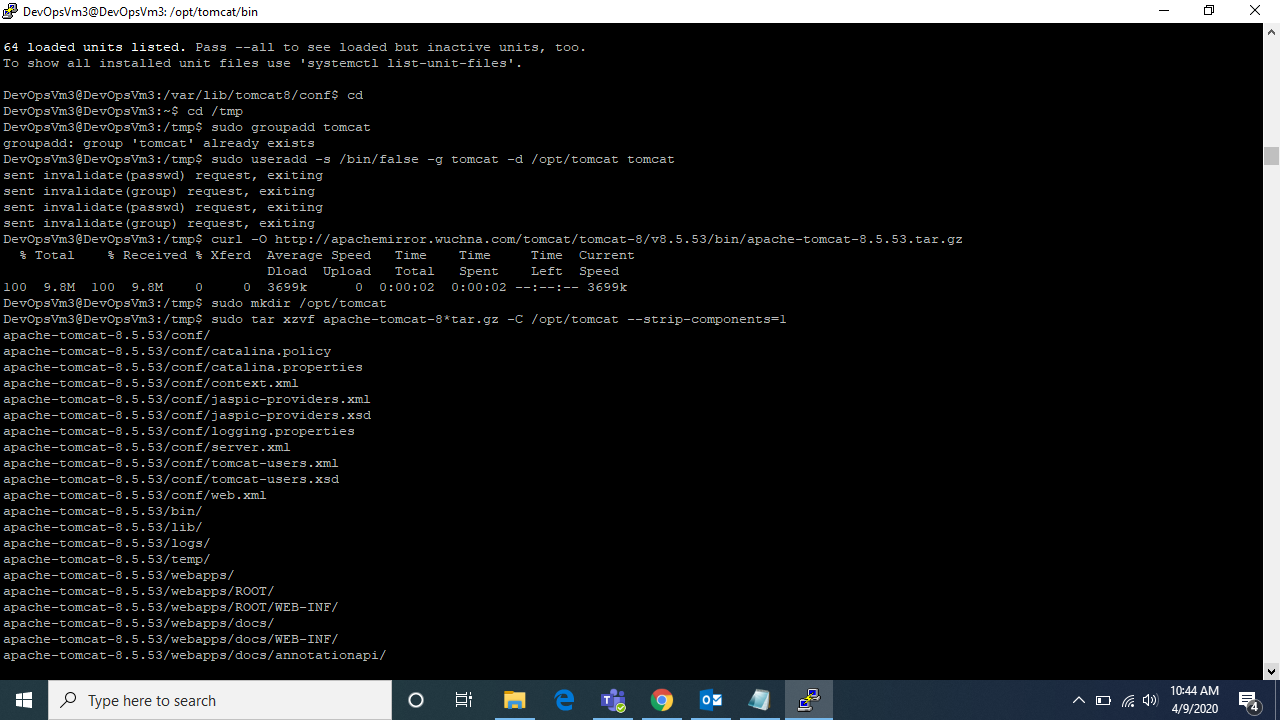 DevOpsVm3@DevOpsVm3: /opt/tomcat/bin
64 loaded units listed. Pass --all to see loaded but inactive units, too.
To show all installed unit files use 'systemctl list-unit-files'.
DevOpsVm3@DevOpsVm3:/var/lib/tomcat8/conf$ cd
DevOpsVm3@DevOpsVm3:~$ cd /tmp
DevOpsVm3@DevOpsVm3:/tmp$ sudo groupadd tomcat
groupadd: group 'tomcat' already exists
DevOpsVm3@DevOpsVm3:/tmp$ sudo useradd -s /bin/false -g tomcat -d /opt/tomcat tomcat
sent invalidate(passwd) request, exiting
sent invalidate(group) request, exiting
sent invalidate(passwd) request, exiting
sent invalidate(group) request, exiting
DevOpsVm3@DevOpsVm3:/tmp$ curl -O http://apachemirror.wuchna.com/tomcat/tomcat-8/v8.5.53/bin/apache-tomcat-8.5.53.tar.gz
  % Total    % Received % Xferd  Average Speed   Time    Time     Time  Current
                                 Dload  Upload   Total   Spent    Left  Speed
100  9.8M  100  9.8M    0     0  3699k      0  0:00:02  0:00:02 --:--:-- 3699k
DevOpsVm3@DevOpsVm3:/tmp$ sudo mkdir /opt/tomcat
DevOpsVm3@DevOpsVm3:/tmp$ sudo tar xzvf apache-tomcat-8*tar.gz -C /opt/tomcat --strip-components=1
apache-tomcat-8.5.53/conf/
apache-tomcat-8.5.53/conf/catalina.policy
apache-tomcat-8.5.53/conf/catalina.properties
apache-tomcat-8.5.53/conf/context.xml
apache-tomcat-8.5.53/conf/jaspic-providers.xml
apache-tomcat-8.5.53/conf/jaspic-providers.xsd
apache-tomcat-8.5.53/conf/logging.properties
apache-tomcat-8.5.53/conf/server.xml
apache-tomcat-8.5.53/conf/tomcat-users.xml
apache-tomcat-8.5.53/conf/tomcat-users.xsd
apache-tomcat-8.5.53/conf/web.xml
apache-tomcat-8.5.53/bin/
apache-tomcat-8.5.53/lib/
apache-tomcat-8.5.53/logs/
apache-tomcat-8.5.53/temp/
apache-tomcat-8.5.53/webapps/
apache-tomcat-8.5.53/webapps/ROOT/
apache-tomcat-8.5.53/webapps/ROOT/WEB-INF/
apache-tomcat-8.5.53/webapps/docs/
apache-tomcat-8.5.53/webapps/docs/WEB-INF/
apache-tomcat-8.5.53/webapps/docs/annotationapi/
Type here to search
10:44 AM
4/9/2020
4